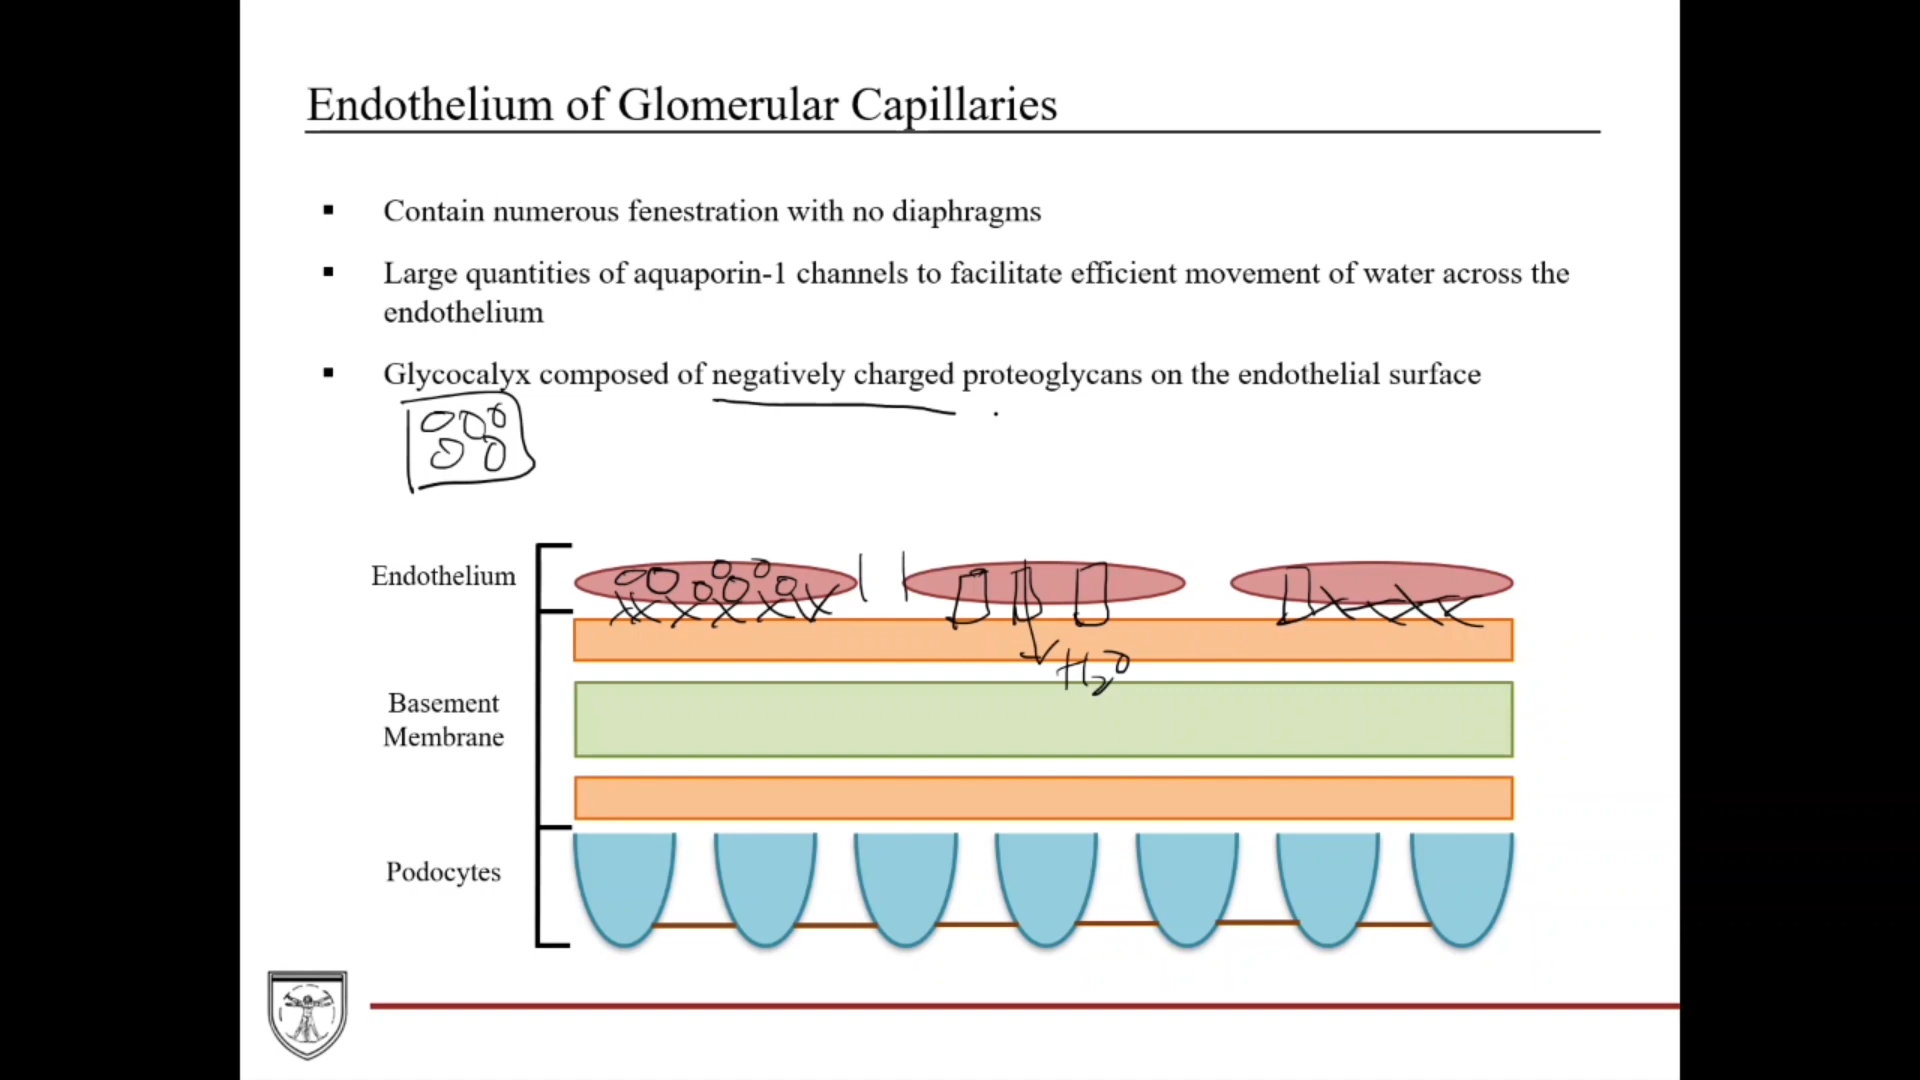 Endothelium of Glomerular Capillaries
▪ Contain numerous fenestration with no diaphragms
▪ Large quantities of aquaporin-1 channels to facilitate efficient movement of water across the
endothelium
▪ Glycocalyx composed of negatively charged proteoglycans on the endothelial surface
Endothelium
H₂O
Basement
Membrane
Podocytes